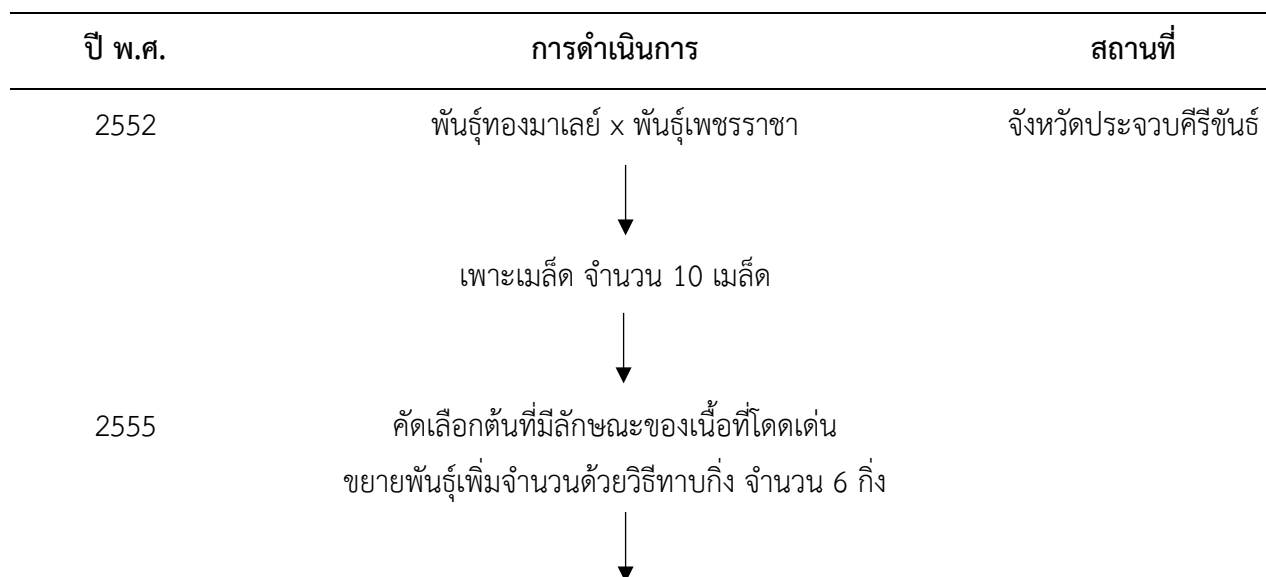 ปี พ.ศ. การดำเนินการ สถานที่
2552 พันธุ์ทองมาเลย์ x พันธุ์เพชรราชา จังหวัดประจวบคีรีขันธ์
เพาะเมล็ด จำนวน 10 เมล็ด
2555 คัดเลือกต้นที่มีลักษณะของเนื้อที่โดดเด่น
ขยายพันธุ์เพิ่มจำนวนด้วยวิธีทาบกิ่ง จำนวน 6 กิ่ง